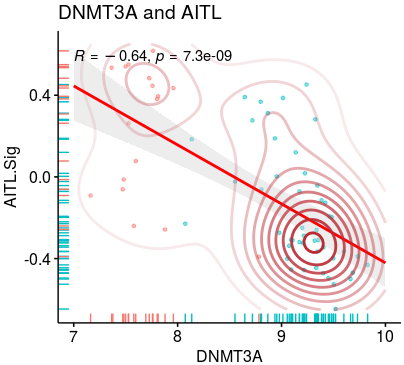 DNMT3A and AITL
R = − 0.64, p = 7.3e-09
0.4
0.0
-0.4
AITL.Sig
7 8 9 10
DNMT3A